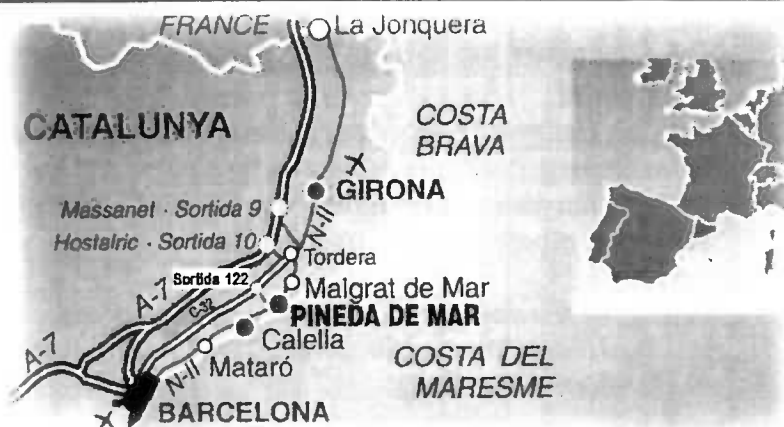 FRANCE
La Jonquera
CATALUNYA
COSTA
BRAVA
GIRONA
Massanet · Sortida 9
Hostalric · Sortida 10
N-II
Tordera
Sortida 122
Malgrat de Mar
A-7
C-32
PINEDA DE MAR
Calella
A-7
N-II
Mataró
COSTA DEL
MARESME
BARCELONA